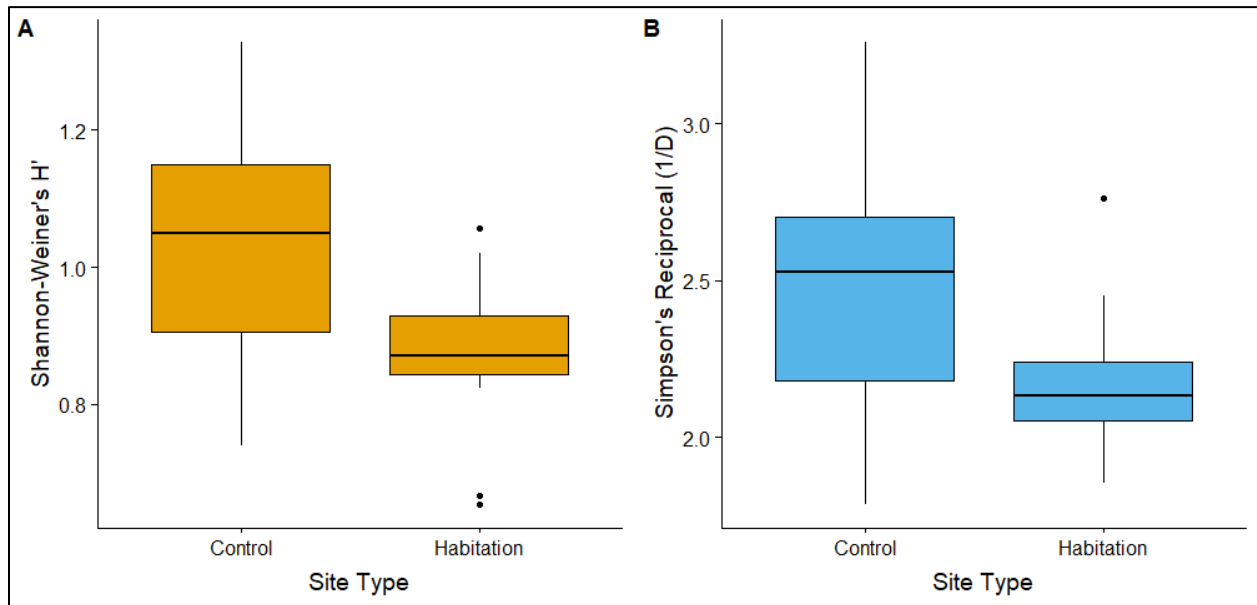 A
Shannon-Weiner's H'
1.2
1.0
0.8
Control
Habitation
Site Type
B
Simpson's Reciprocal (1/D)
3.0
2.5
2.0
Control
Habitation
Site Type